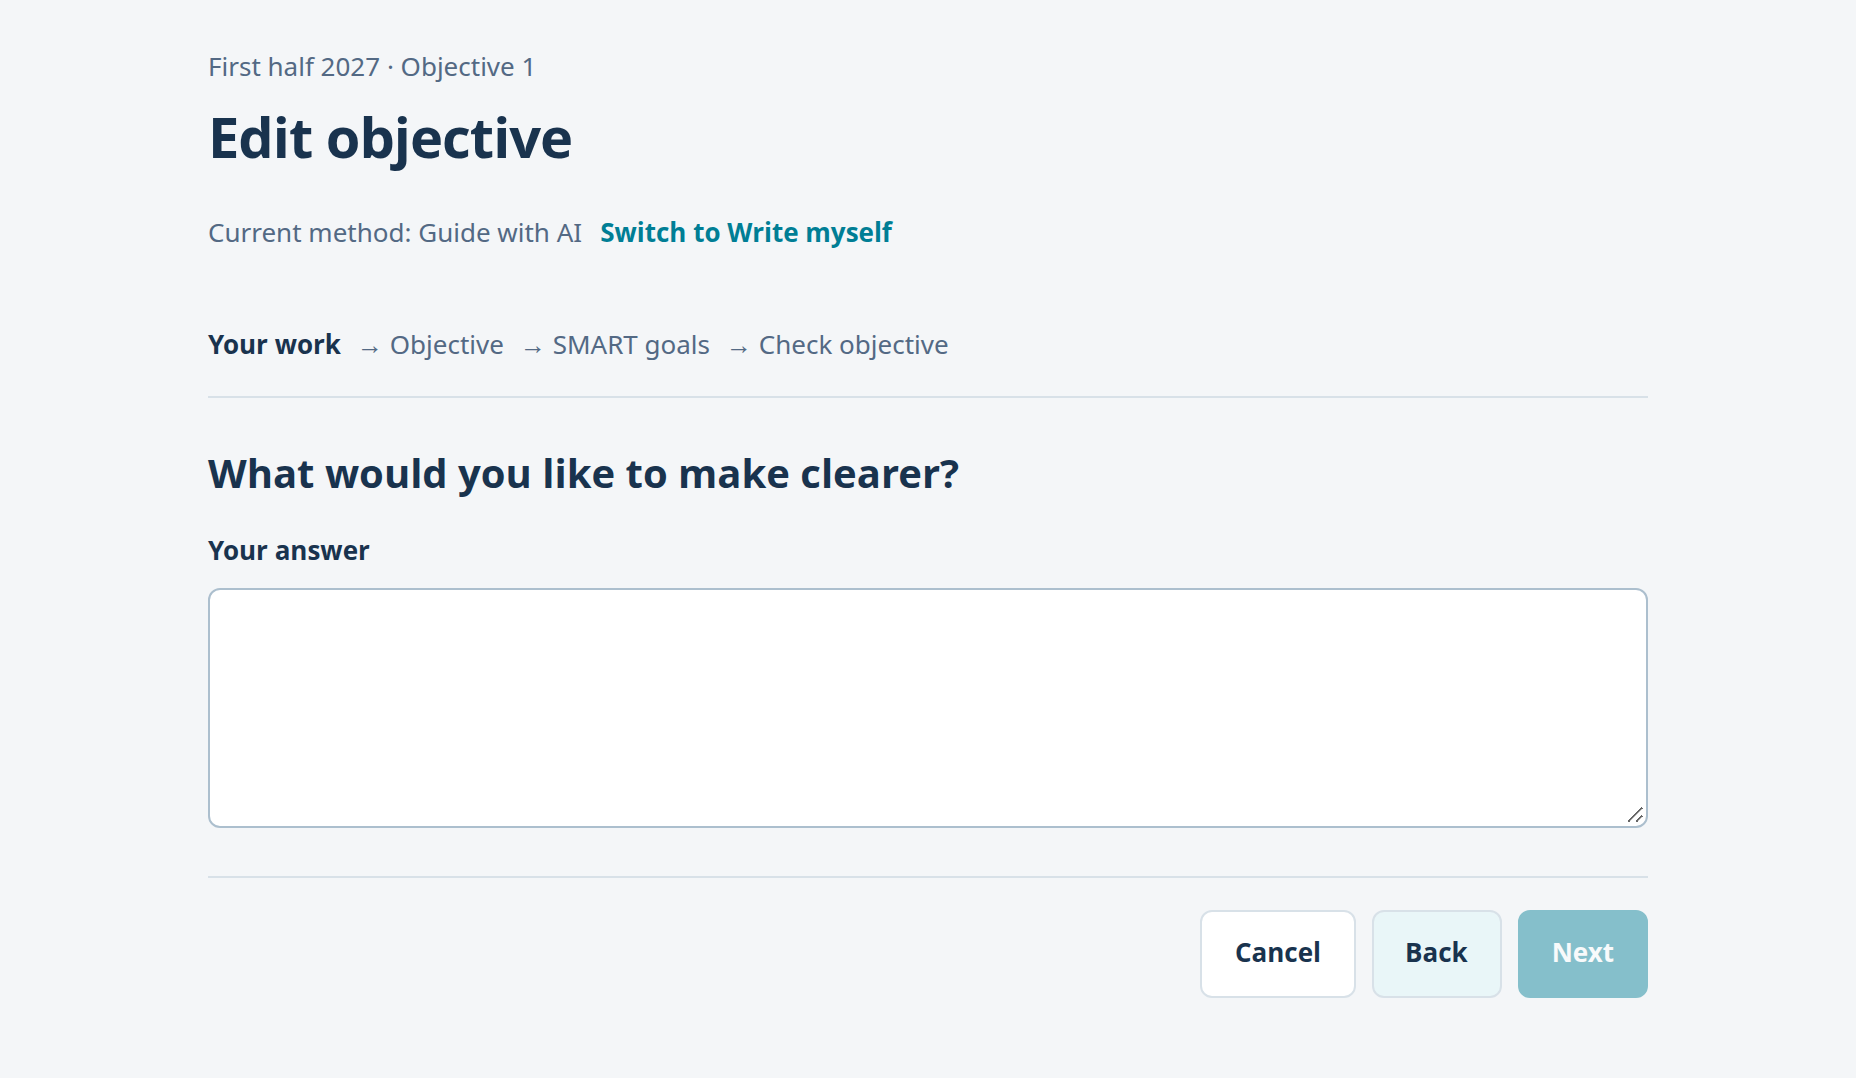 First half 2027 · Objective 1
Edit objective
Current method: Guide with AI Switch to Write myself
Your work → Objective → SMART goals → Check objective
What would you like to make clearer?
Your answer
Cancel Back Next